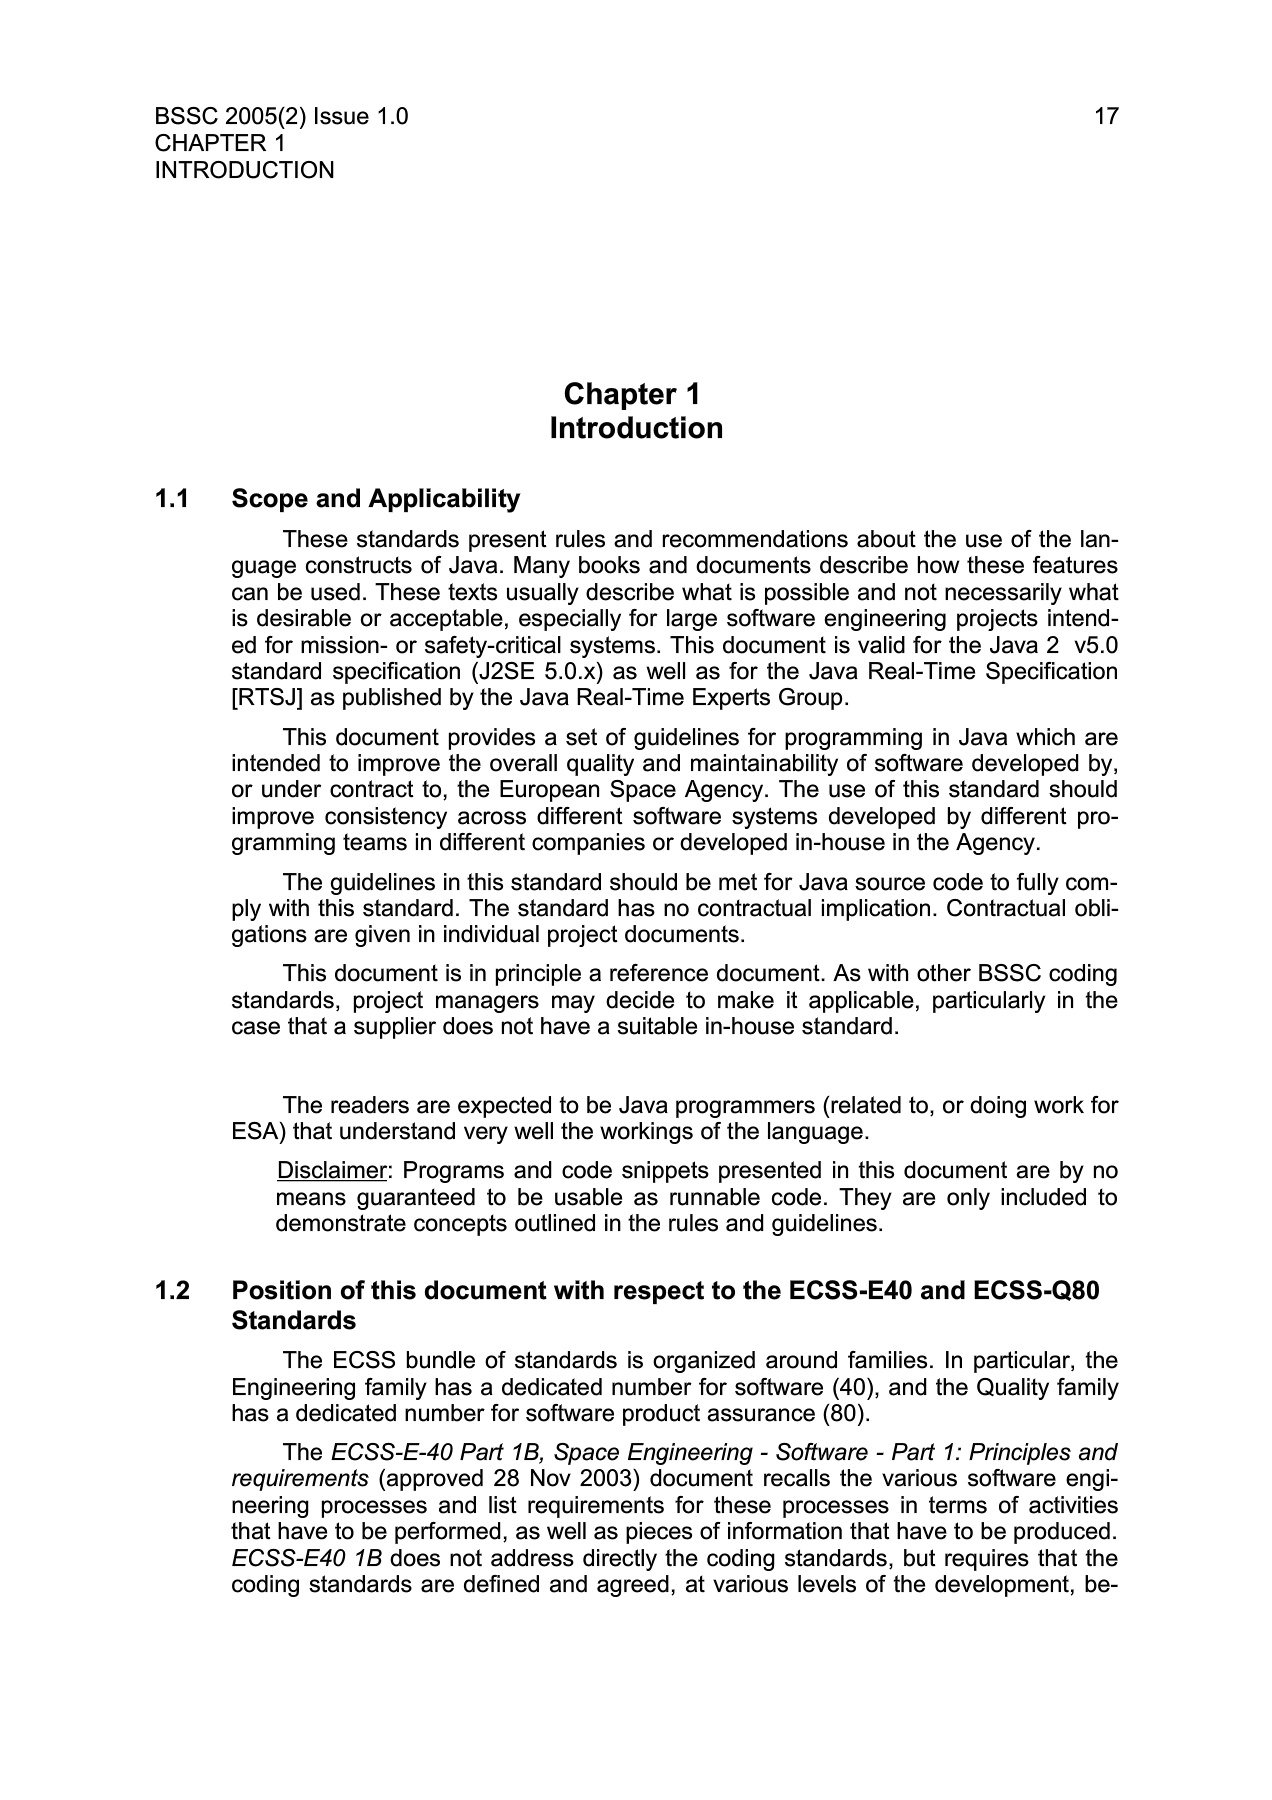 BSSC 2005(2) Issue 1.0 17
CHAPTER 1
INTRODUCTION
Chapter 1
Introduction
1.1 Scope and Applicability
These standards present rules and recommendations about the use of the lan-
guage constructs of Java. Many books and documents describe how these features
can be used. These texts usually describe what is possible and not necessarily what
is desirable or acceptable, especially for large software engineering projects intend-
ed for mission- or safety-critical systems. This document is valid for the Java 2  v5.0
standard specification (J2SE 5.0.x) as well as for the Java Real-Time Specification
[RTSJ] as published by the Java Real-Time Experts Group.
This document provides a set of guidelines for programming in Java which are
intended to improve the overall quality and maintainability of software developed by,
or under contract to, the European Space Agency. The use of this standard should
improve consistency across different software systems developed by different pro-
gramming teams in different companies or developed in-house in the Agency.
The guidelines in this standard should be met for Java source code to fully com-
ply with this standard. The standard has no contractual implication. Contractual obli-
gations are given in individual project documents.
This document is in principle a reference document. As with other BSSC coding
standards, project managers may decide to make it applicable, particularly in the
case that a supplier does not have a suitable in-house standard.
The readers are expected to be Java programmers (related to, or doing work for
ESA) that understand very well the workings of the language.
Disclaimer: Programs and code snippets presented in this document are by no
means guaranteed to be usable as runnable code. They are only included to
demonstrate concepts outlined in the rules and guidelines.
1.2 Position of this document with respect to the ECSS-E40 and ECSS-Q80
Standards
The ECSS bundle of standards is organized around families. In particular, the
Engineering family has a dedicated number for software (40), and the Quality family
has a dedicated number for software product assurance (80).
The ECSS-E-40 Part 1B, Space Engineering - Software - Part 1: Principles and
requirements (approved 28 Nov 2003) document recalls the various software engi-
neering processes and list requirements for these processes in terms of activities
that have to be performed, as well as pieces of information that have to be produced.
ECSS-E40 1B does not address directly the coding standards, but requires that the
coding standards are defined and agreed, at various levels of the development, be-